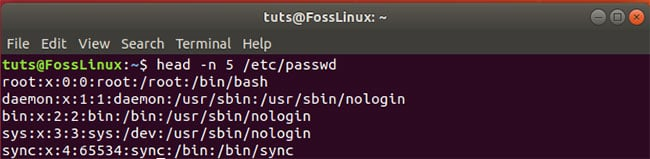 tuts@FossLinux: ~
File Edit View Search Terminal Help
tuts@FossLinux:~$ head -n 5 /etc/passwd
root:x:0:0:root:/root:/bin/bash
daemon:x:1:1:daemon:/usr/sbin:/usr/sbin/nologin
bin:x:2:2:bin:/bin:/usr/sbin/nologin
sys:x:3:3:sys:/dev:/usr/sbin/nologin
sync:x:4:65534:sync:/bin:/bin/sync